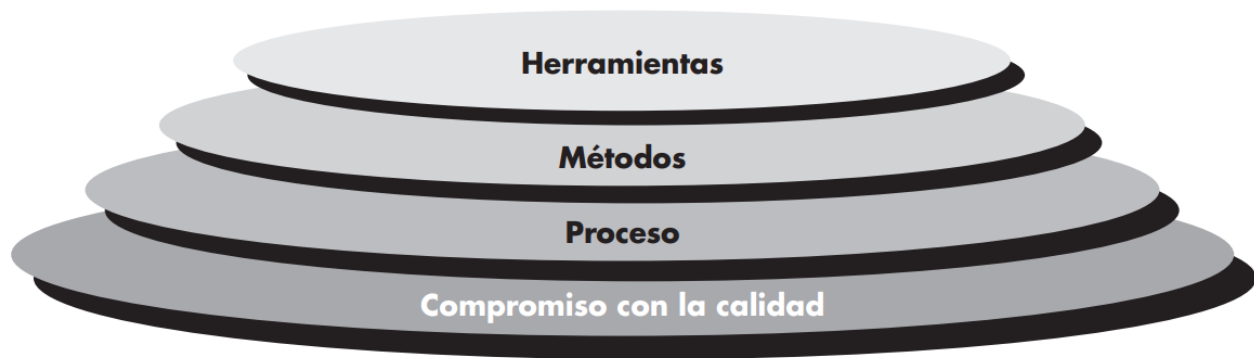 Herramientas
Métodos
Proceso
Compromiso con la calidad